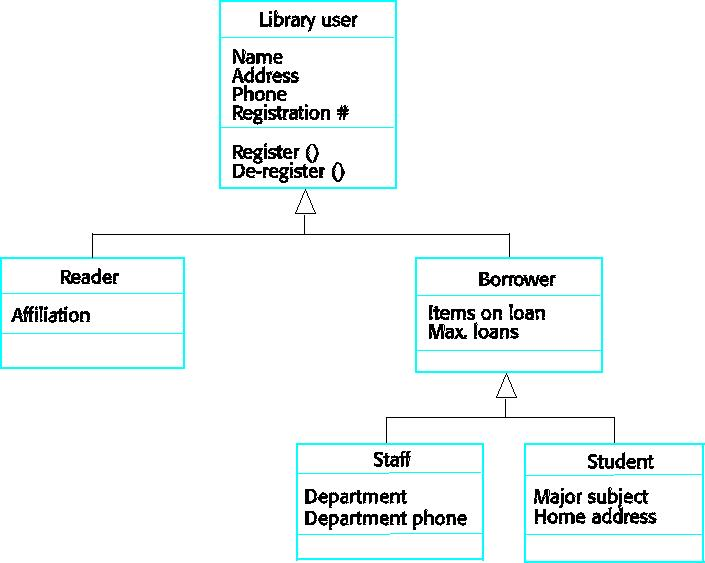 Library user
Name
Address
Phone
Registration #
Register ()
De-register ()
Reader
Affiliation
Borrower
Items on loan
Max. loans
Staff
Department
Department phone
Student
Major subject
Home address